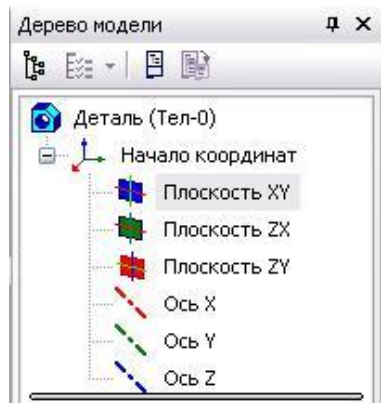 Дерево модели
Деталь (Тел-0)
Начало координат
Плоскость XY
Плоскость ZX
Плоскость ZY
Ось X
Ось Y
Ось Z